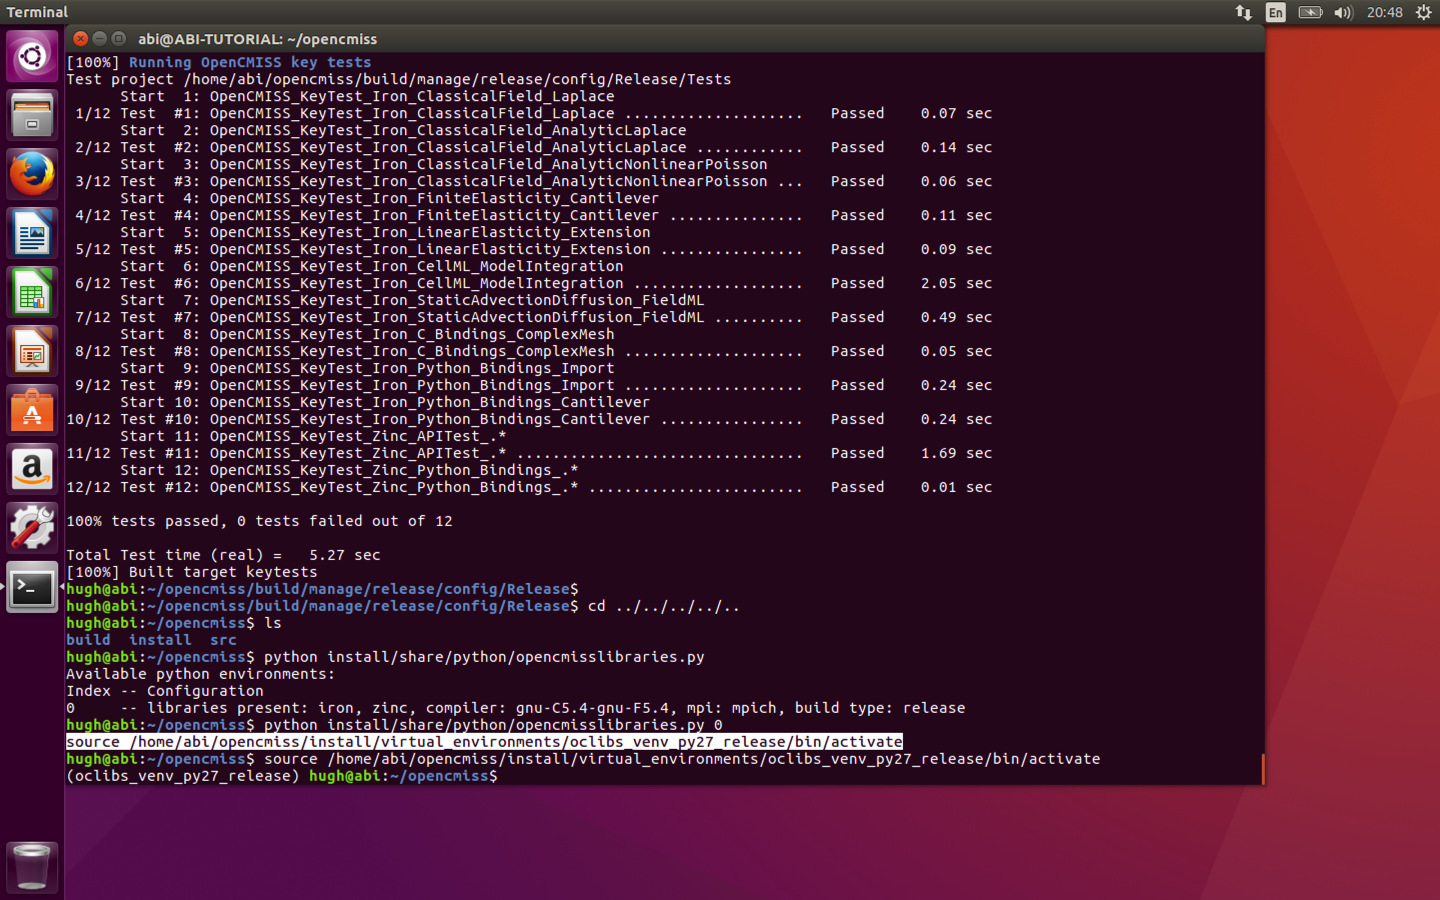 Terminal
En
20:48
abi@ABI-TUTORIAL: ~/opencmiss
[100%] Running OpenCMISS key tests
Test project /home/abi/opencmiss/build/manage/release/config/Release/Tests
      Start  1: OpenCMISS_KeyTest_Iron_ClassicalField_Laplace
 1/12 Test  #1: OpenCMISS_KeyTest_Iron_ClassicalField_Laplace ....................   Passed    0.07 sec
      Start  2: OpenCMISS_KeyTest_Iron_ClassicalField_AnalyticLaplace
 2/12 Test  #2: OpenCMISS_KeyTest_Iron_ClassicalField_AnalyticLaplace ............   Passed    0.14 sec
      Start  3: OpenCMISS_KeyTest_Iron_ClassicalField_AnalyticNonlinearPoisson
 3/12 Test  #3: OpenCMISS_KeyTest_Iron_ClassicalField_AnalyticNonlinearPoisson ...   Passed    0.06 sec
      Start  4: OpenCMISS_KeyTest_Iron_FiniteElasticity_Cantilever
 4/12 Test  #4: OpenCMISS_KeyTest_Iron_FiniteElasticity_Cantilever ...............   Passed    0.11 sec
      Start  5: OpenCMISS_KeyTest_Iron_LinearElasticity_Extension
 5/12 Test  #5: OpenCMISS_KeyTest_Iron_LinearElasticity_Extension ................   Passed    0.09 sec
      Start  6: OpenCMISS_KeyTest_Iron_CellML_ModelIntegration
 6/12 Test  #6: OpenCMISS_KeyTest_Iron_CellML_ModelIntegration ...................   Passed    2.05 sec
      Start  7: OpenCMISS_KeyTest_Iron_StaticAdvectionDiffusion_FieldML
 7/12 Test  #7: OpenCMISS_KeyTest_Iron_StaticAdvectionDiffusion_FieldML ..........   Passed    0.49 sec
      Start  8: OpenCMISS_KeyTest_Iron_C_Bindings_ComplexMesh
 8/12 Test  #8: OpenCMISS_KeyTest_Iron_C_Bindings_ComplexMesh ....................   Passed    0.05 sec
      Start  9: OpenCMISS_KeyTest_Iron_Python_Bindings_Import
 9/12 Test  #9: OpenCMISS_KeyTest_Iron_Python_Bindings_Import ....................   Passed    0.24 sec
      Start 10: OpenCMISS_KeyTest_Iron_Python_Bindings_Cantilever
10/12 Test #10: OpenCMISS_KeyTest_Iron_Python_Bindings_Cantilever ................   Passed    0.24 sec
      Start 11: OpenCMISS_KeyTest_Zinc_APITest_.*
11/12 Test #11: OpenCMISS_KeyTest_Zinc_APITest_.* ................................   Passed    1.69 sec
      Start 12: OpenCMISS_KeyTest_Zinc_Python_Bindings_.*
12/12 Test #12: OpenCMISS_KeyTest_Zinc_Python_Bindings_.* ........................   Passed    0.01 sec
100% tests passed, 0 tests failed out of 12
Total Test time (real) =   5.27 sec
[100%] Built target keytests
hugh@abi:~/opencmiss/build/manage/release/config/Release$
hugh@abi:~/opencmiss/build/manage/release/config/Release$ cd ../../../../..
hugh@abi:~/opencmiss$ ls
build  install  src
hugh@abi:~/opencmiss$ python install/share/python/opencmisslibraries.py
Available python environments:
Index -- Configuration
0     -- libraries present: iron, zinc, compiler: gnu-C5.4-gnu-F5.4, mpi: mpich, build type: release
hugh@abi:~/opencmiss$ python install/share/python/opencmisslibraries.py 0
source /home/abi/opencmiss/install/virtual_environments/oclibs_venv_py27_release/bin/activate
hugh@abi:~/opencmiss$ source /home/abi/opencmiss/install/virtual_environments/oclibs_venv_py27_release/bin/activate
(oclibs_venv_py27_release) hugh@abi:~/opencmiss$